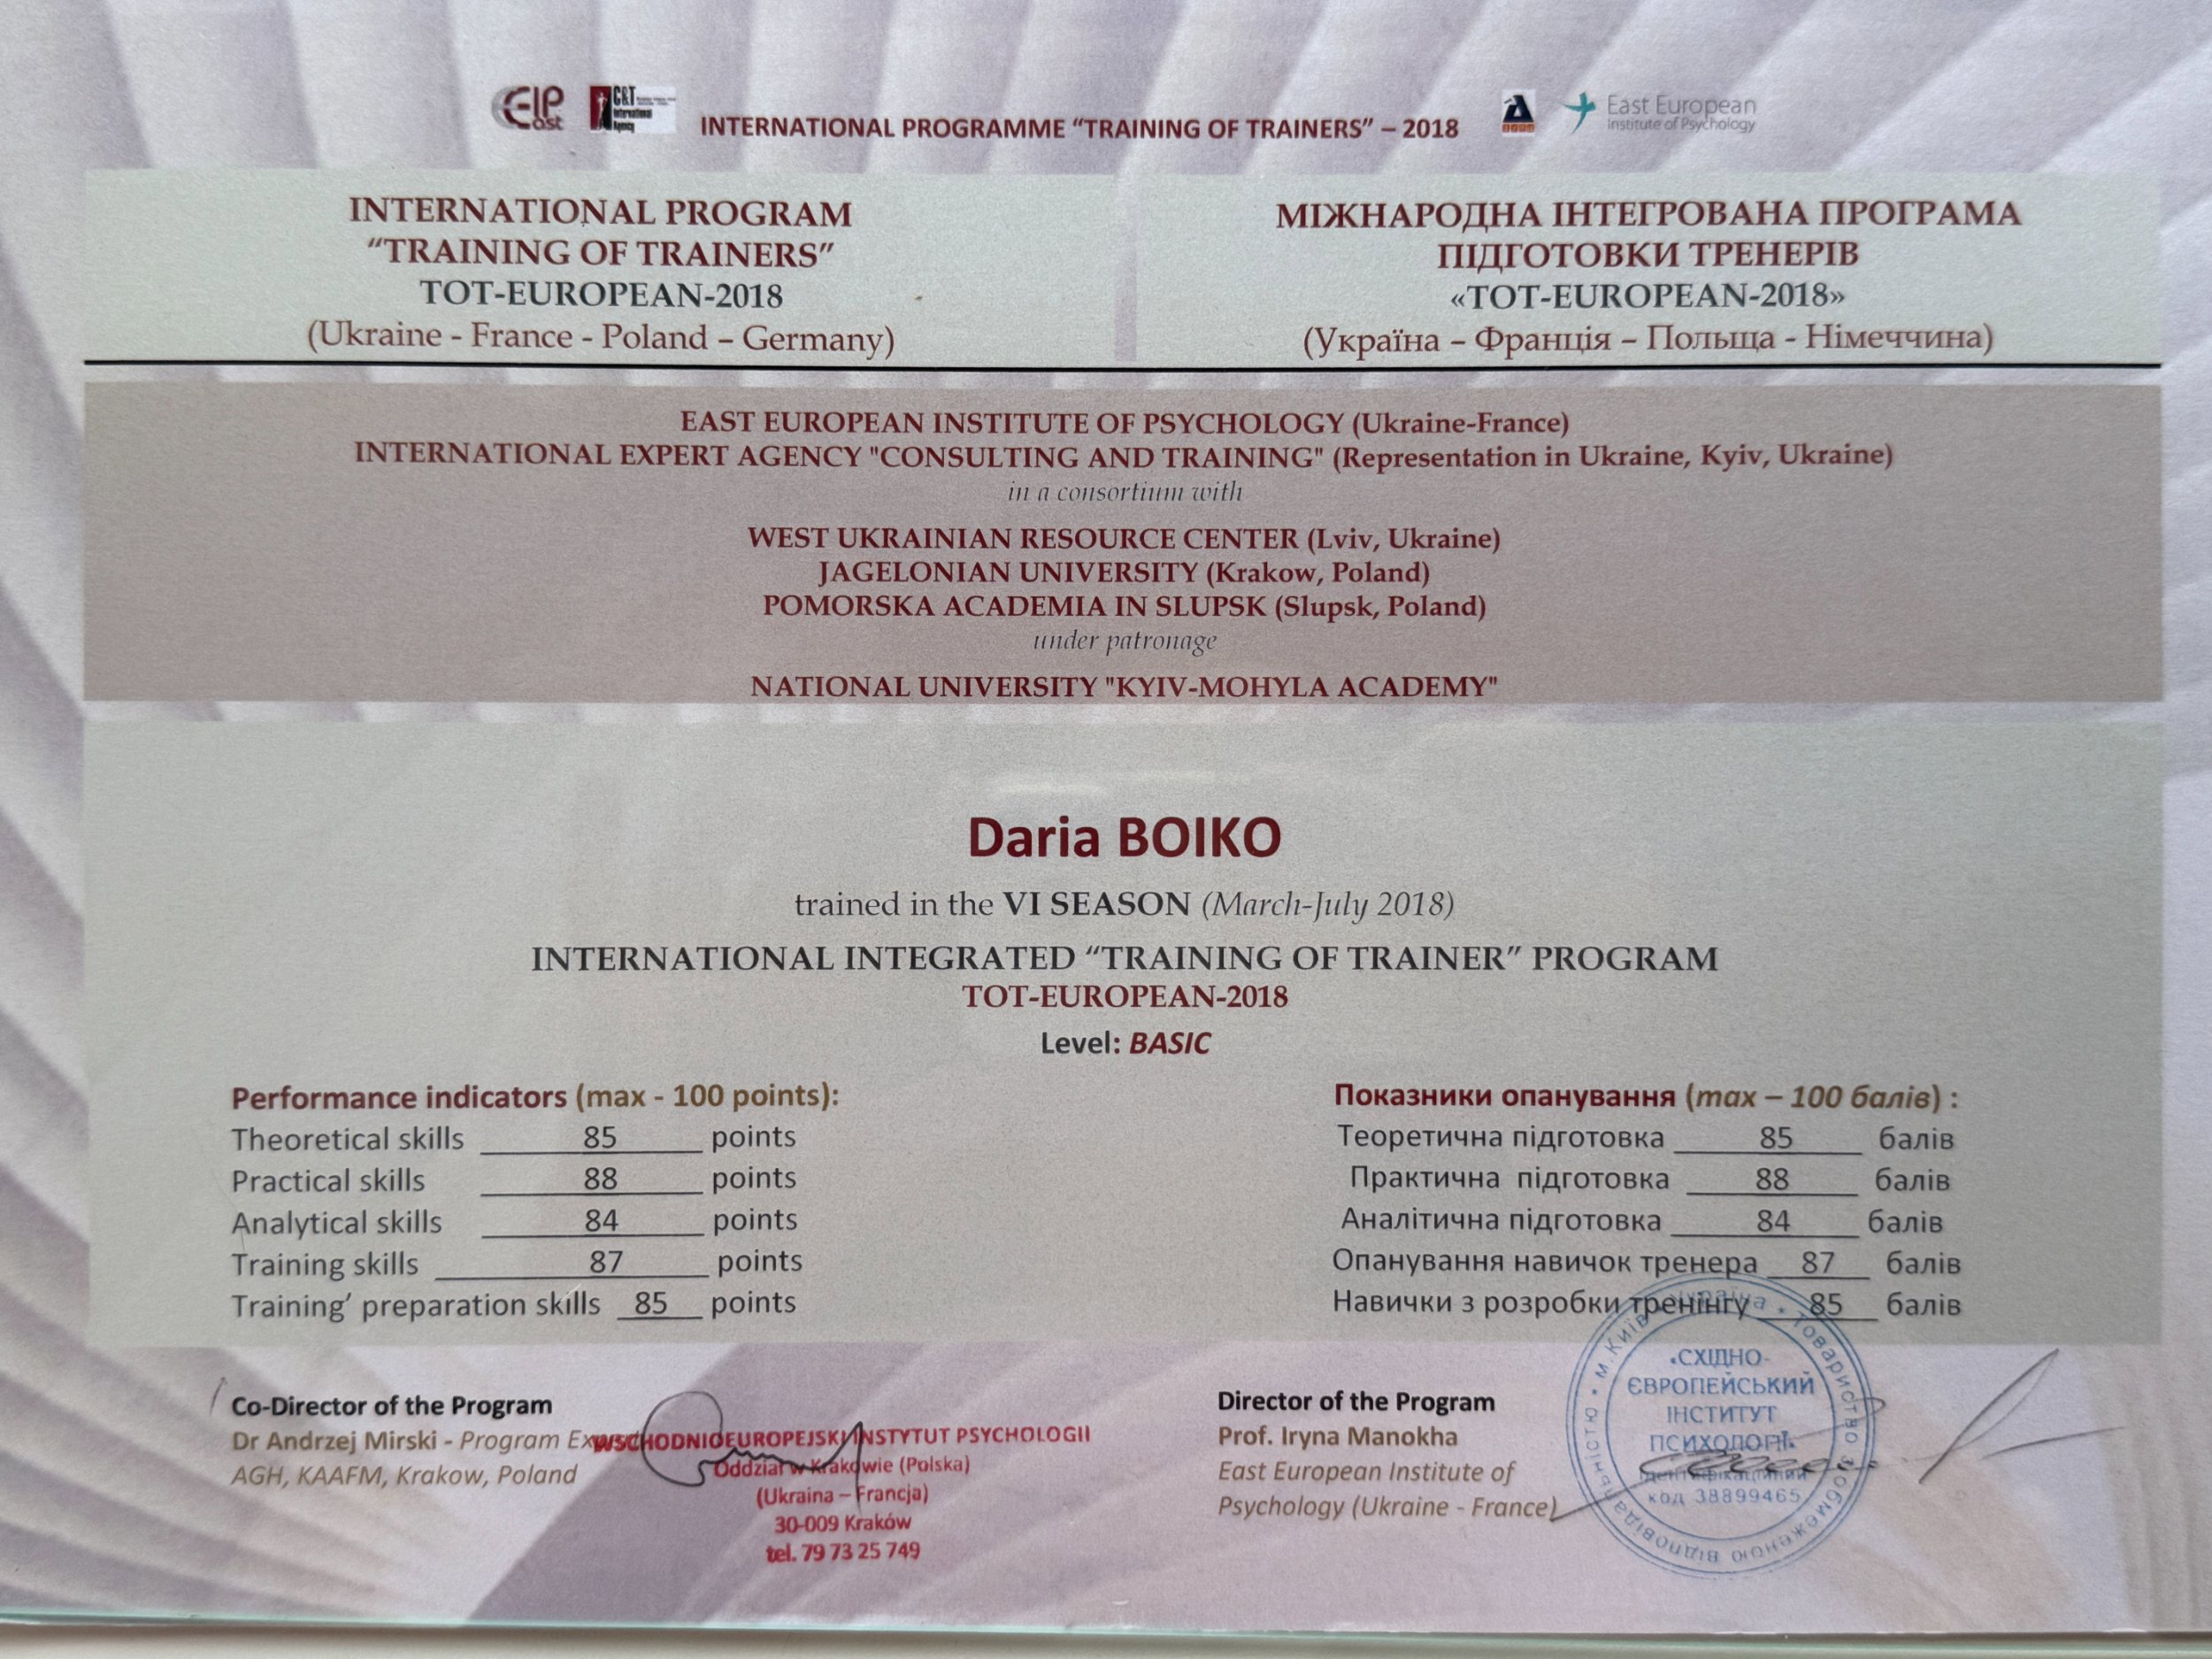 EIP
East
C&T
International
Agency
INTERNATIONAL PROGRAMME “TRAINING OF TRAINERS” – 2018
East European
Institute of Psychology
INTERNATIONAL PROGRAM
“TRAINING OF TRAINERS”
TOT-EUROPEAN-2018
(Ukraine - France - Poland – Germany)
МІЖНАРОДНА ІНТЕГРОВАНА ПРОГРАМА
ПІДГОТОВКИ ТРЕНЕРІВ
«TOT-EUROPEAN-2018»
(Україна – Франція – Польща - Німеччина)
EAST EUROPEAN INSTITUTE OF PSYCHOLOGY (Ukraine-France)
INTERNATIONAL EXPERT AGENCY "CONSULTING AND TRAINING" (Representation in Ukraine, Kyiv, Ukraine)
in a consortium with
WEST UKRAINIAN RESOURCE CENTER (Lviv, Ukraine)
JAGELONIAN UNIVERSITY (Krakow, Poland)
POMORSKA ACADEMIA IN SLUPSK (Slupsk, Poland)
under patronage
NATIONAL UNIVERSITY "KYIV-MOHYLA ACADEMY"
Daria BOIKO
trained in the VI SEASON (March-July 2018)
INTERNATIONAL INTEGRATED “TRAINING OF TRAINER” PROGRAM
TOT-EUROPEAN-2018
Level: BASIC
Performance indicators (max - 100 points):
Theoretical skills 85 points
Practical skills 88 points
Analytical skills 84 points
Training skills 87 points
Training’ preparation skills 85 points
Показники опанування (max – 100 балів) :
Теоретична підготовка 85 балів
Практична підготовка 88 балів
Аналітична підготовка 84 балів
Опанування навичок тренера 87 балів
Навички з розробки тренінгу 85 балів
Co-Director of the Program
Dr Andrzej Mirski - Program
AGH, KAAFM, Krakow, Poland
WSCHODNIOEUROPEJSKI INSTYTUT PSYCHOLOGII
Oddział w Krakowie (Polska)
(Ukraina – Francja)
30-009 Kraków
tel. 79 73 25 749
Director of the Program
Prof. Iryna Manokha
East European Institute of
Psychology (Ukraine - France)
Україна • Товариство з обмеженою відповідальністю • м. Київ
«СХІДНО-
ЄВРОПЕЙСЬКИЙ
ІНСТИТУТ
ПСИХОЛОГІЇ»
Ідентифікаційний
код 38899465